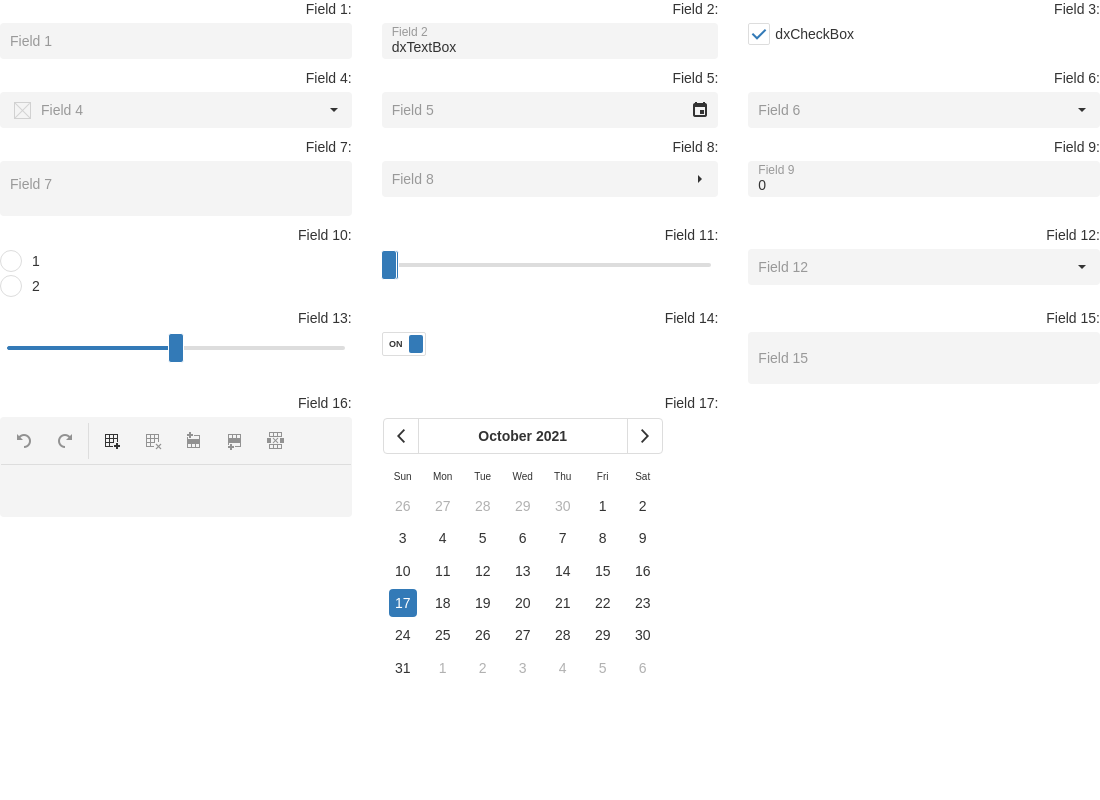 Field 1:
Field 2:
Field 3:
Field 1
Field 2
dxTextBox
dxCheckBox
Field 4:
Field 5:
Field 6:
Field 4
Field 5
Field 6
Field 7:
Field 8:
Field 9:
Field 7
Field 8
Field 9
0
Field 10:
Field 11:
Field 12:
1
2
Field 12
Field 13:
Field 14:
Field 15:
ON
Field 15
Field 16:
Field 17:
October 2021
Sun Mon Tue Wed Thu Fri Sat
26 27 28 29 30 1 2
3 4 5 6 7 8 9
10 11 12 13 14 15 16
17 18 19 20 21 22 23
24 25 26 27 28 29 30
31 1 2 3 4 5 6